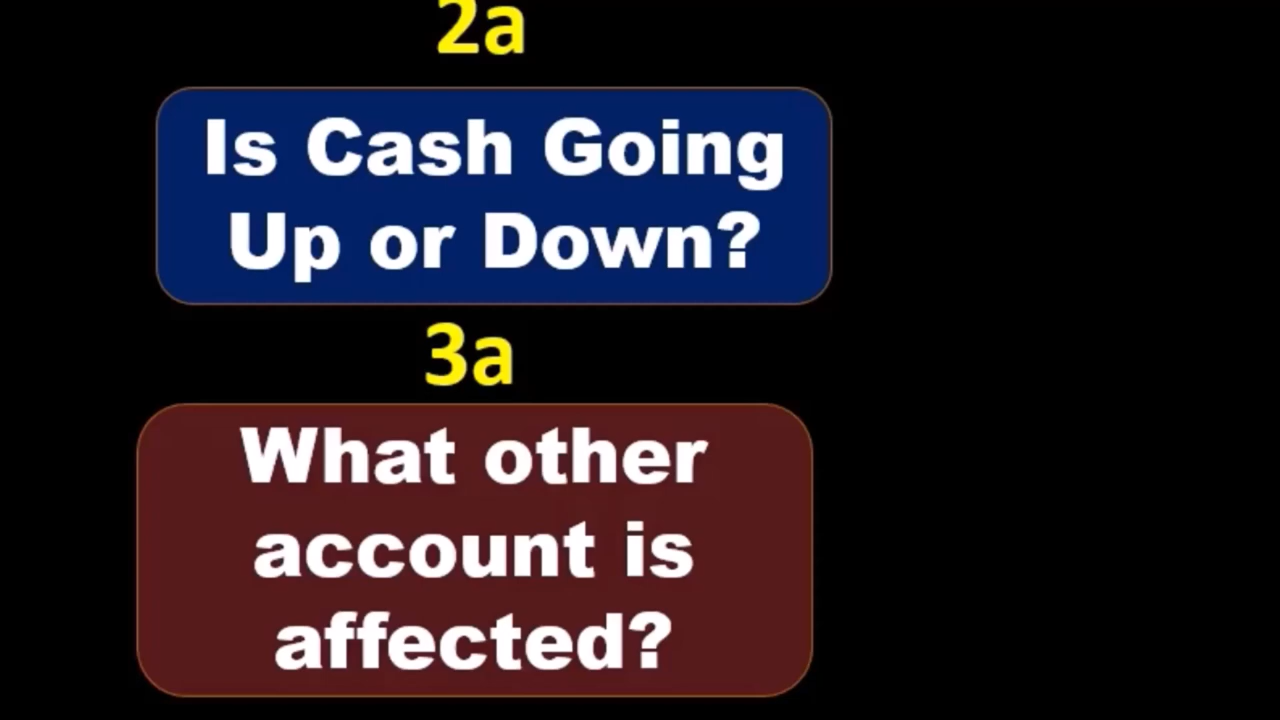 2a
Is Cash Going
Up or Down?
3a
What other
account is
affected?